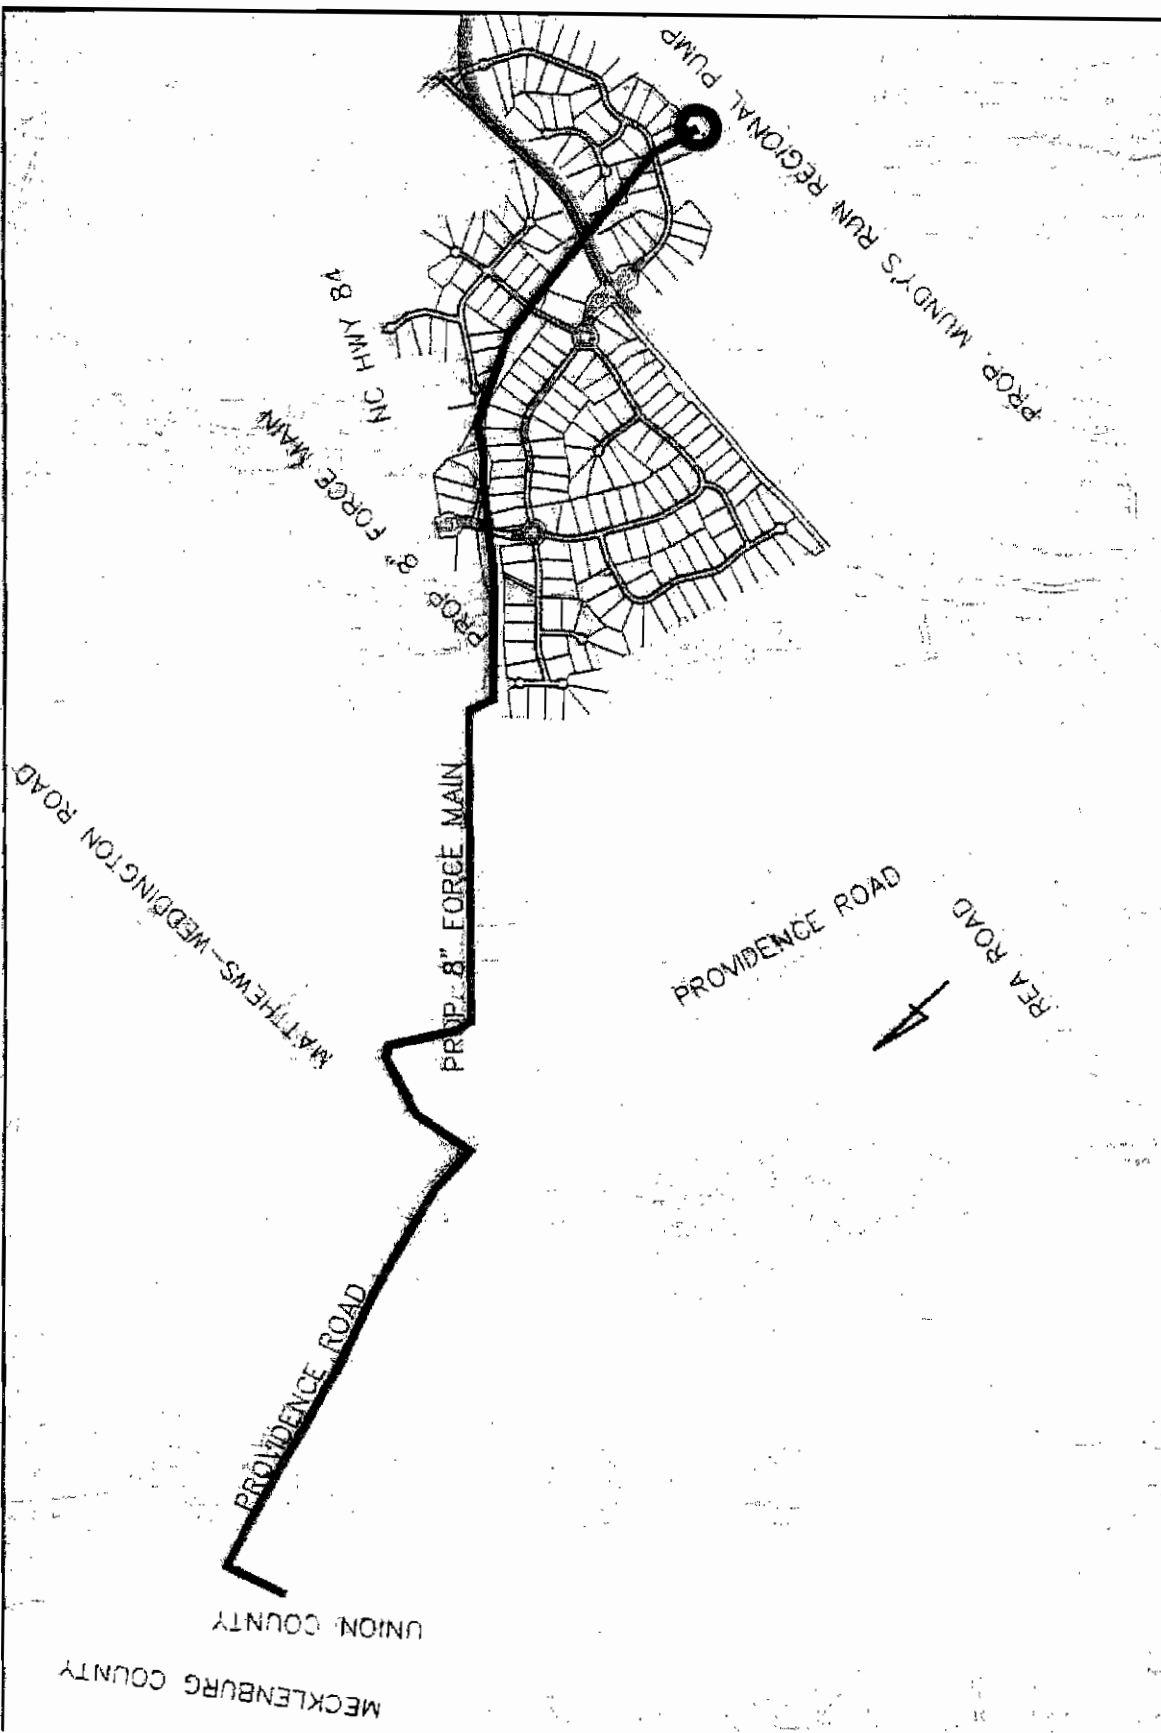 PROP. MUNDY'S RUN REGIONAL PUMP
NC HWY 84
PROP 8" FORCE MAIN
PROP. 8" FORCE MAIN
MATTHEWS-WEDDINGTON ROAD
PROVIDENCE ROAD
REA ROAD
PROVIDENCE ROAD
UNION COUNTY
MECKLENBURG COUNTY